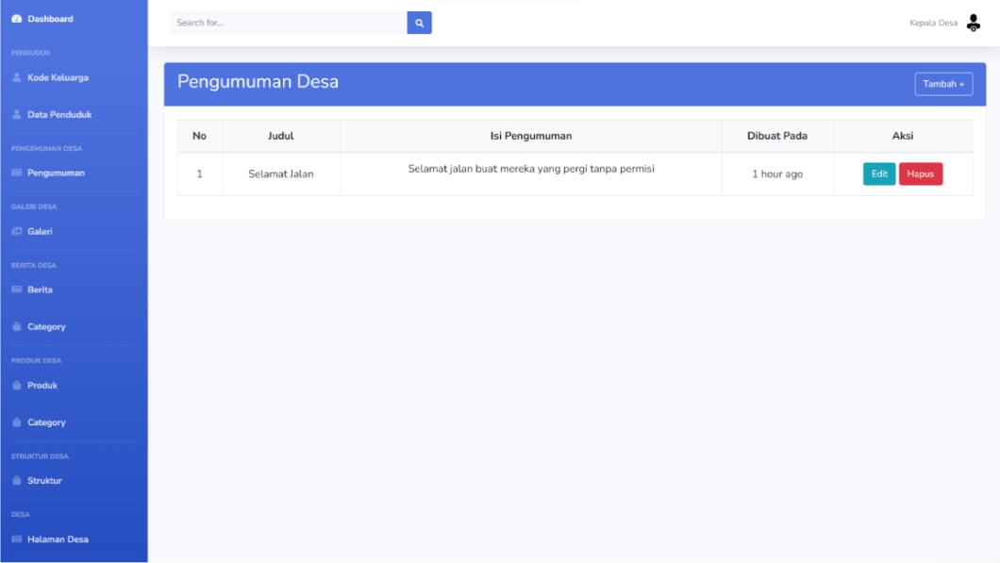 Dashboard
PENDUDUK
Kode Keluarga
Data Penduduk
PENGEMUMAN DESA
Pengumuman
GALERI DESA
Galeri
BERITA DESA
Berita
Category
PRODUK DESA
Produk
Category
STRUKTUR DESA
Struktur
DESA
Halaman Desa
Search for...
Kepala Desa
Pengumuman Desa
Tambah +
No Judul Isi Pengumuman Dibuat Pada Aksi
1 Selamat Jalan Selamat jalan buat mereka yang pergi tanpa permisi 1 hour ago Edit Hapus